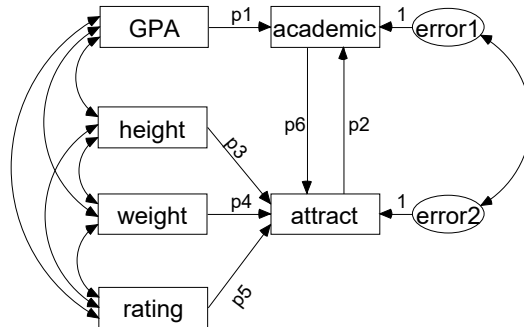 GPA p1 academic 1 error1
p6 p2
height p3
weight p4 attract 1 error2
rating p5